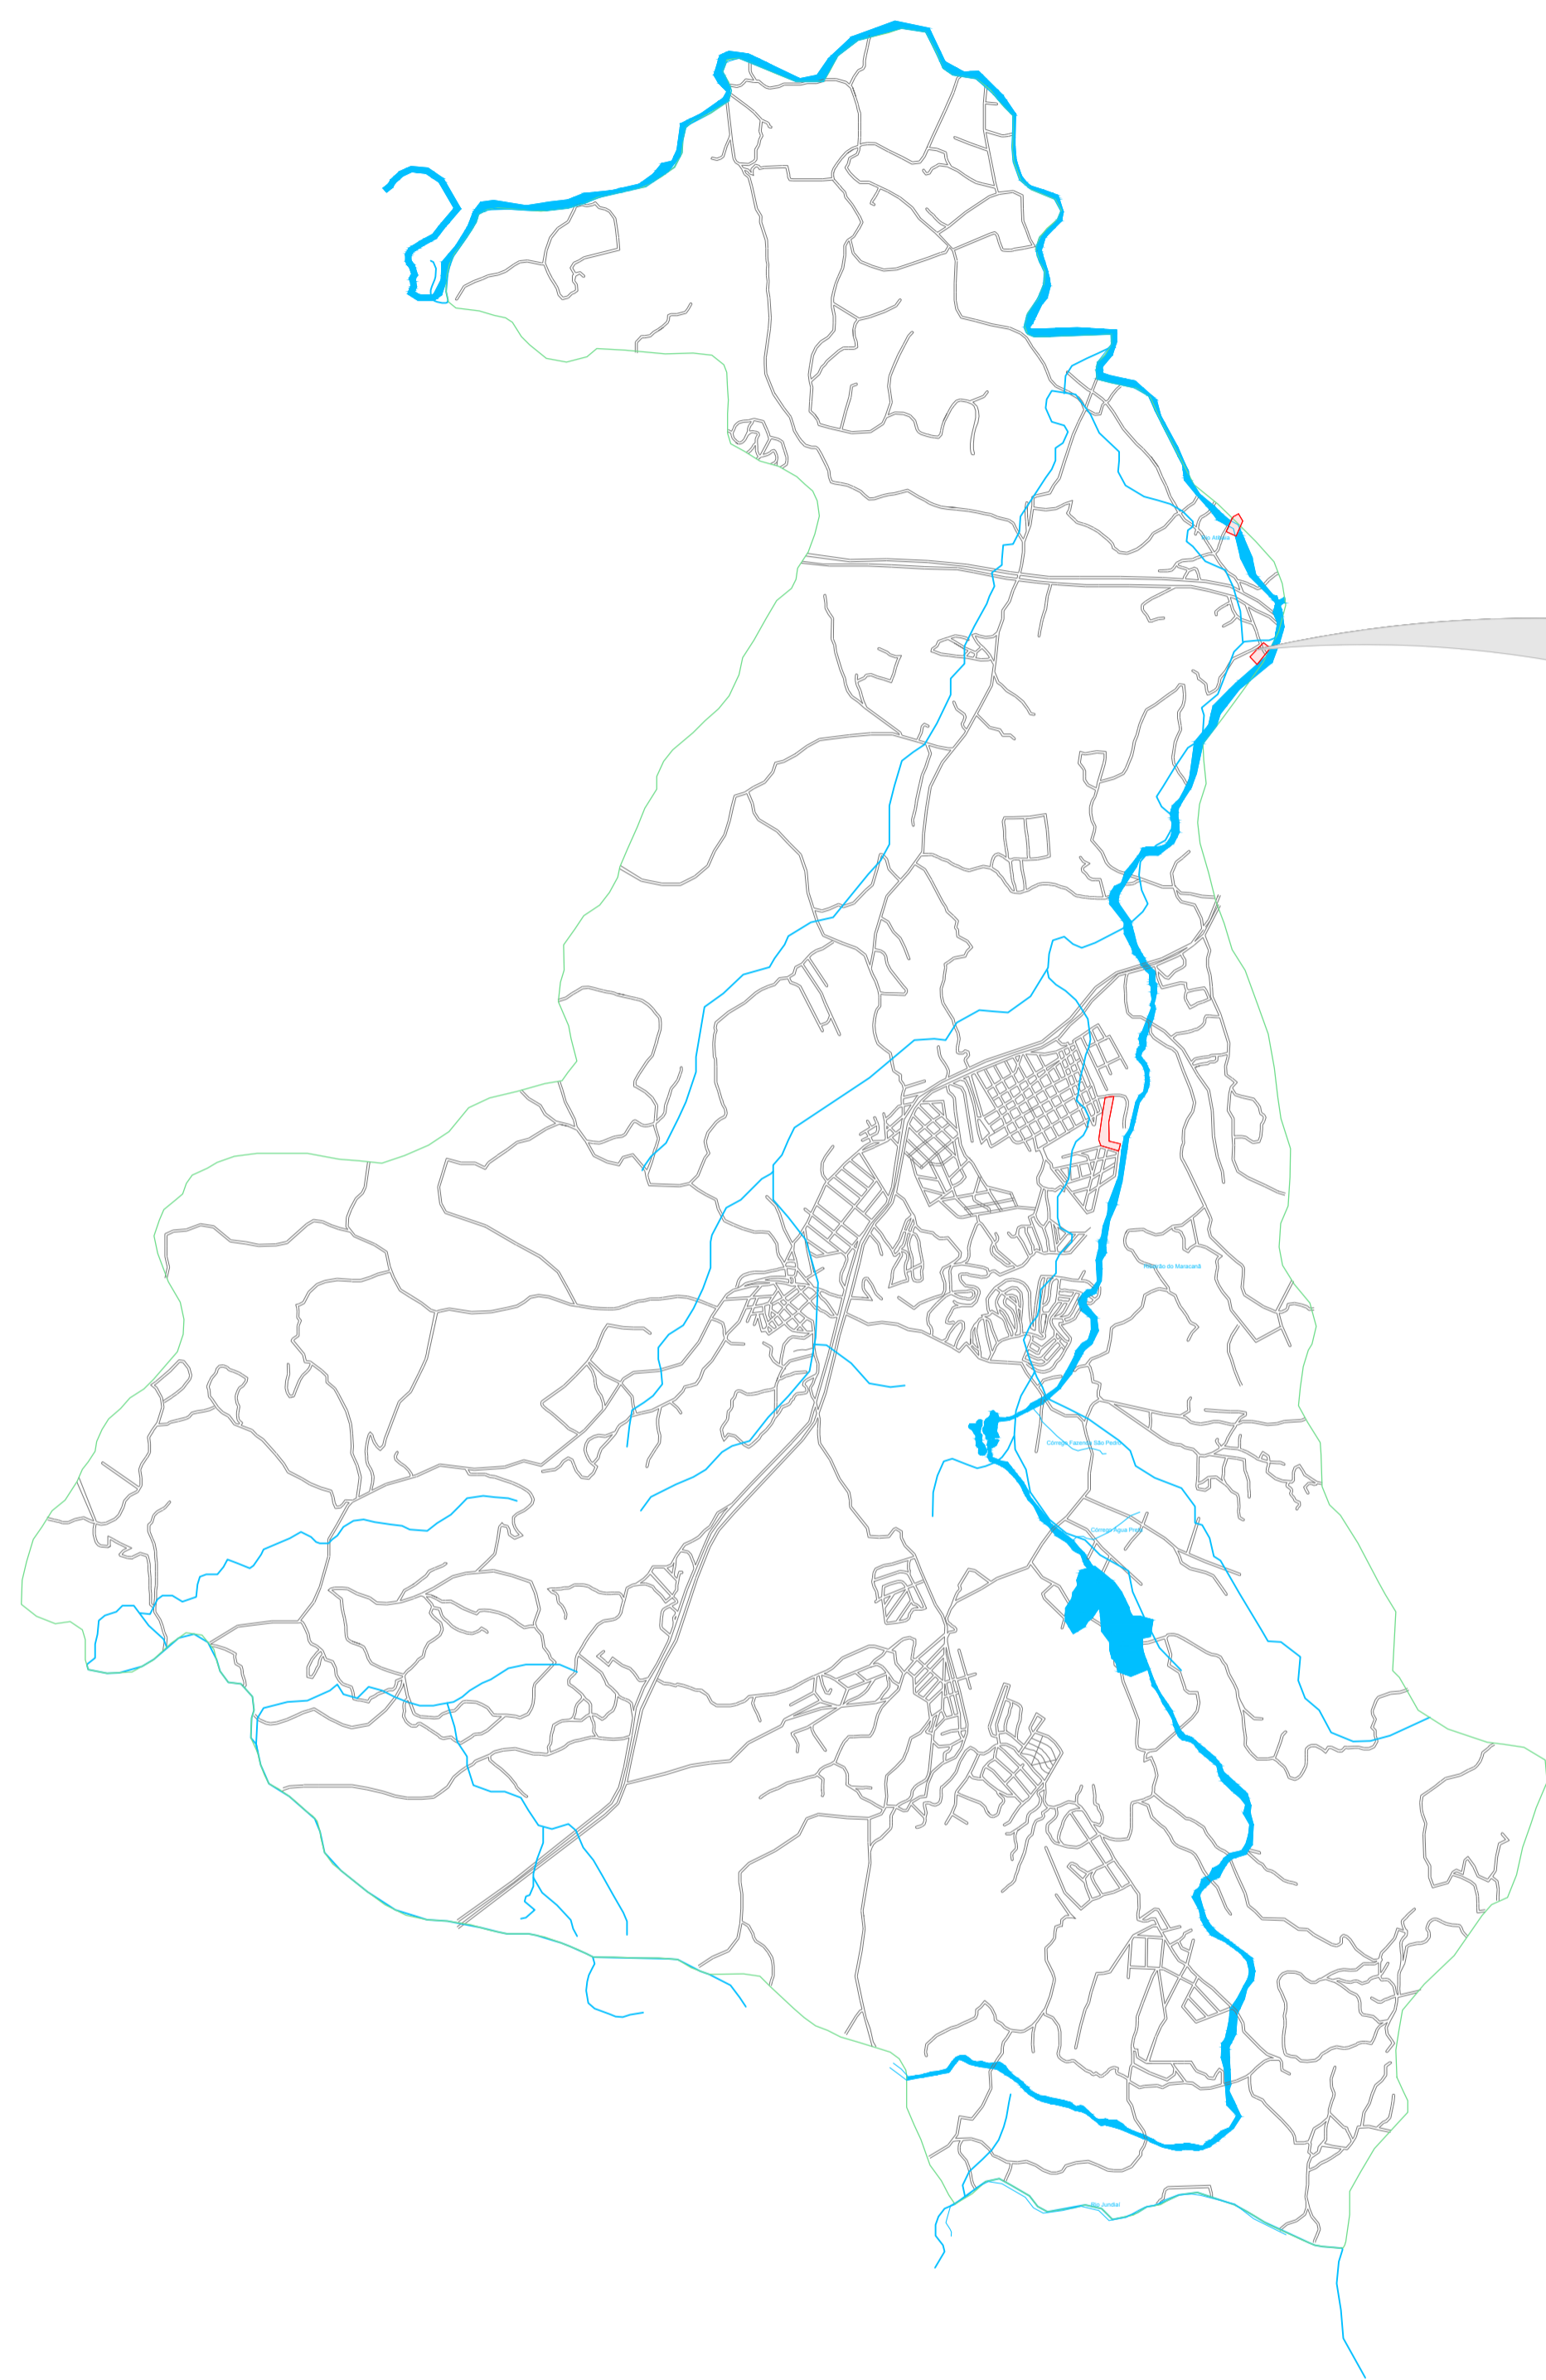 Rio Atibaia
Ribeirão do Maracanã
Córrego Fazenda São Pedro
Córrego Água Preta
Rio Jundiaí